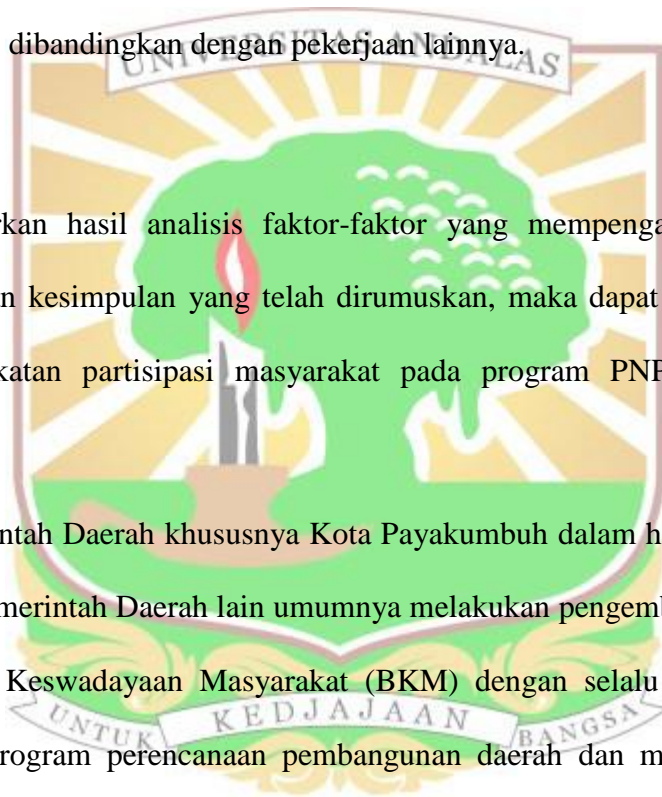 dibandingkan dengan pekerjaan lainnya.
UNIVERSITAS ANDALAS
rkan hasil analisis faktor-faktor yang mempenga
n kesimpulan yang telah dirumuskan, maka dapat
katan partisipasi masyarakat pada program PNP
ntah Daerah khususnya Kota Payakumbuh dalam h
merintah Daerah lain umumnya melakukan pengemb
Keswadayaan Masyarakat (BKM) dengan selalu
UNTUK KEDJAJAAN BANGSA
rogram perencanaan pembangunan daerah dan m